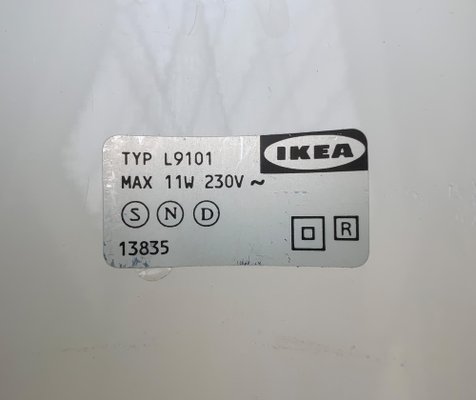 IKEA
TYP L9101
MAX 11W 230V ~
S N D
13835
R